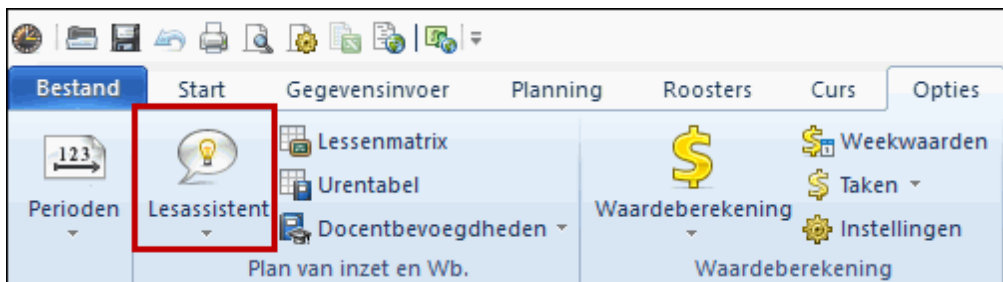 Bestand Start Gegevensinvoer Planning Roosters Curs Opties
123
Perioden
Lesassistent
Lessenmatrix
Urentabel
Docentbevoegdheden
Plan van inzet en Wb.
Waardeberekening
Weekwaarden
Taken
Instellingen
Waardeberekening